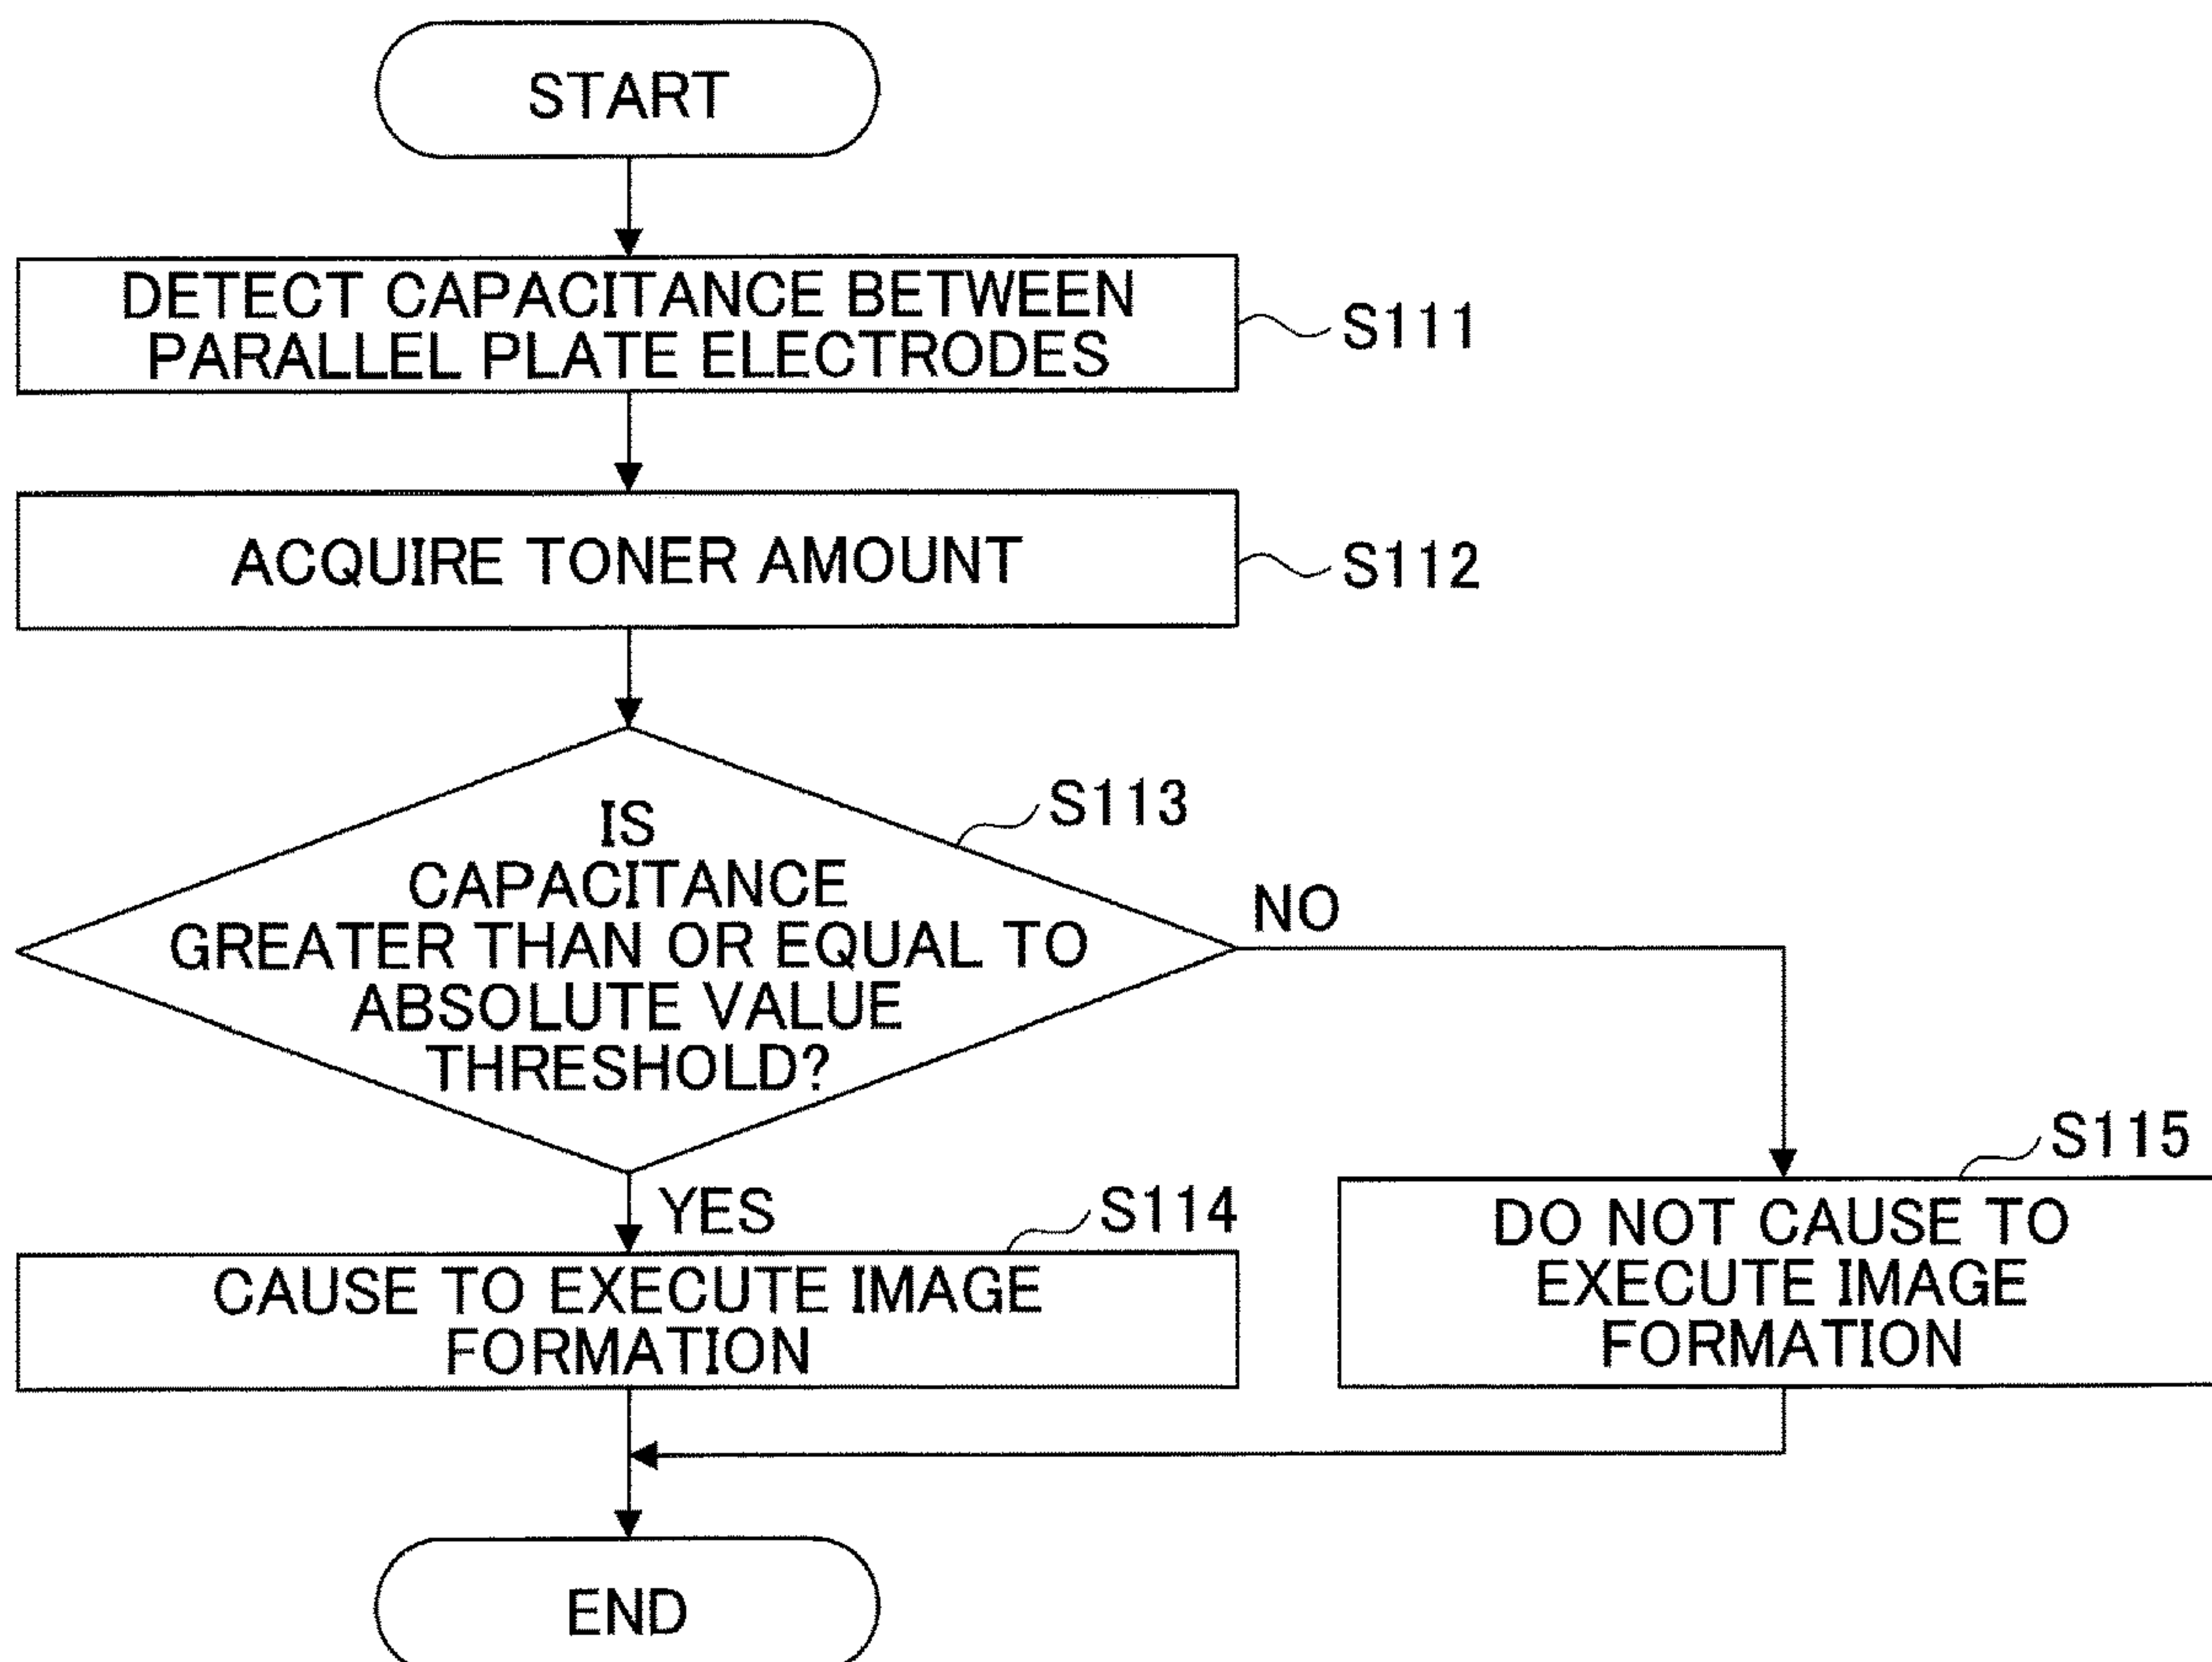 START
DETECT CAPACITANCE BETWEEN
PARALLEL PLATE ELECTRODES
S111
ACQUIRE TONER AMOUNT
S112
IS
CAPACITANCE
GREATER THAN OR EQUAL TO
ABSOLUTE VALUE
THRESHOLD?
S113
NO
YES
S114
CAUSE TO EXECUTE IMAGE
FORMATION
S115
DO NOT CAUSE TO
EXECUTE IMAGE
FORMATION
END